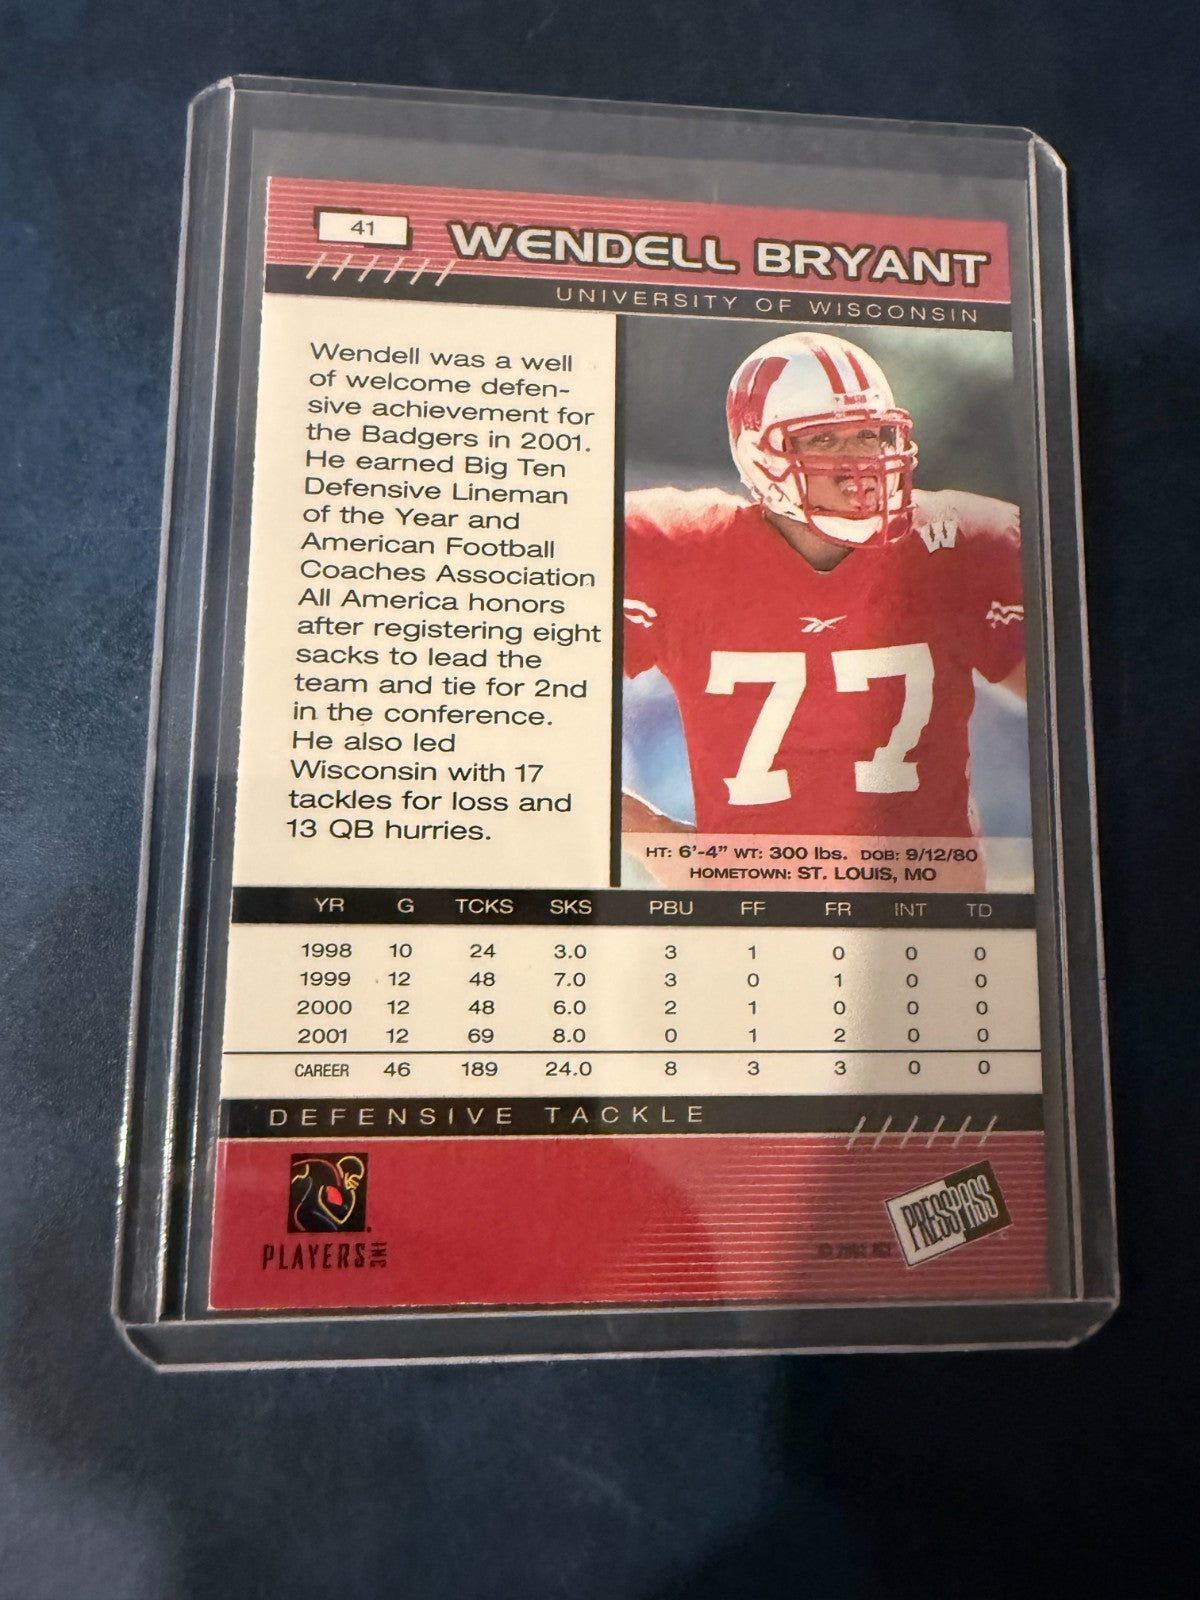 41
WENDELL BRYANT
UNIVERSITY OF WISCONSIN
Wendell was a well
of welcome defen-
sive achievement for
the Badgers in 2001.
He earned Big Ten
Defensive Lineman
of the Year and
American Football
Coaches Association
All America honors
after registering eight
sacks to lead the
team and tie for 2nd
in the conference.
He also led
Wisconsin with 17
tackles for loss and
13 QB hurries.
W
77
HT: 6'-4" WT: 300 lbs. DOB: 9/12/80
HOMETOWN: ST. LOUIS, MO
YR G TCKS SKS PBU FF FR INT TD
1998 10 24 3.0 3 1 0 0 0
1999 12 48 7.0 3 0 1 0 0
2000 12 48 6.0 2 1 0 0 0
2001 12 69 8.0 0 1 2 0 0
CAREER 46 189 24.0 8 3 3 0 0
DEFENSIVE TACKLE
PLAYERS INC
PRESS PASS